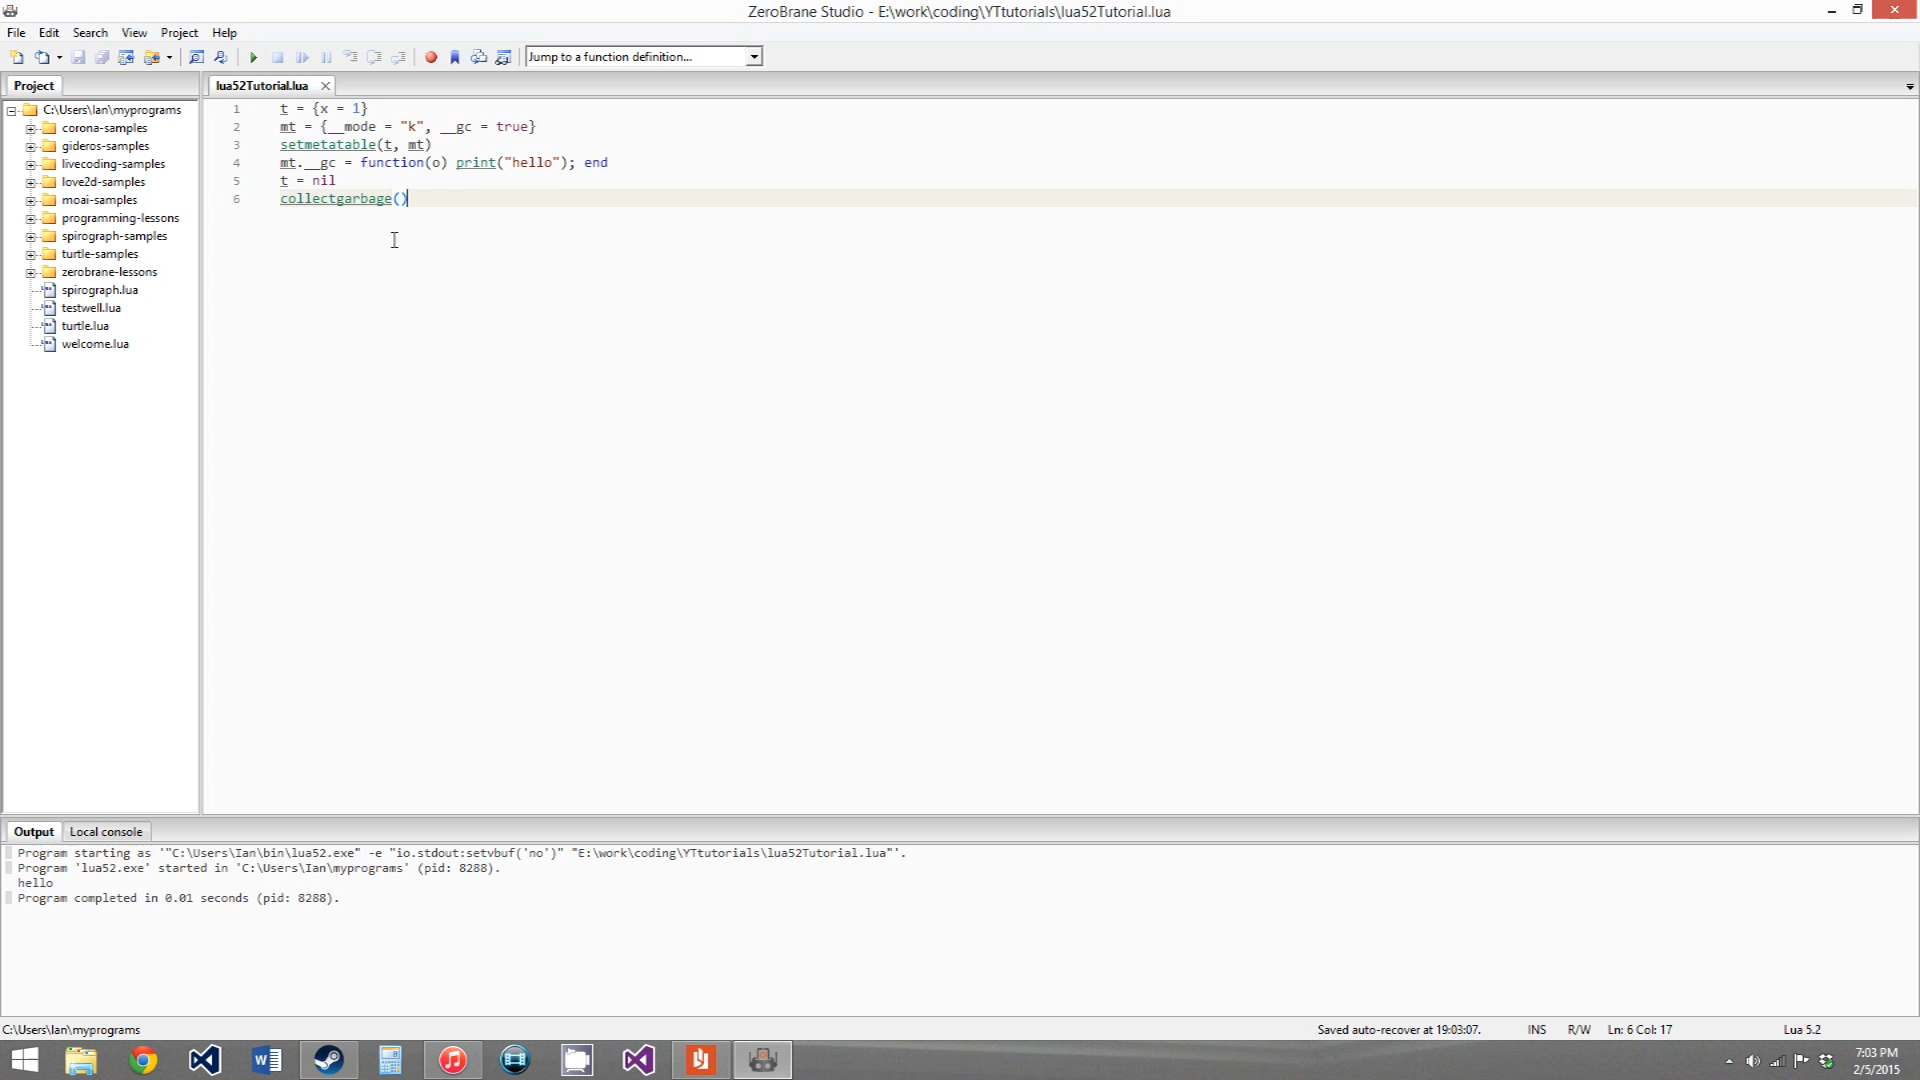 ZeroBrane Studio - E:\work\coding\YTtutorials\lua52Tutorial.lua
File Edit Search View Project Help
Jump to a function definition...
Project
lua52Tutorial.lua
C:\Users\Ian\myprograms
corona-samples
gideros-samples
livecoding-samples
love2d-samples
moai-samples
programming-lessons
spirograph-samples
turtle-samples
zerobrane-lessons
spirograph.lua
testwell.lua
turtle.lua
welcome.lua
1 t = {x = 1}
2 mt = {__mode = "k", __gc = true}
3 setmetatable(t, mt)
4 mt.__gc = function(o) print("hello"); end
5 t = nil
6 collectgarbage()
Output Local console
Program starting as '"C:\Users\Ian\bin\lua52.exe" -e "io.stdout:setvbuf('no')" "E:\work\coding\YTtutorials\lua52Tutorial.lua"'.
Program 'lua52.exe' started in 'C:\Users\Ian\myprograms' (pid: 8288).
hello
Program completed in 0.01 seconds (pid: 8288).
C:\Users\Ian\myprograms Saved auto-recover at 19:03:07. INS R/W Ln: 6 Col: 17 Lua 5.2
7:03 PM
2/5/2015